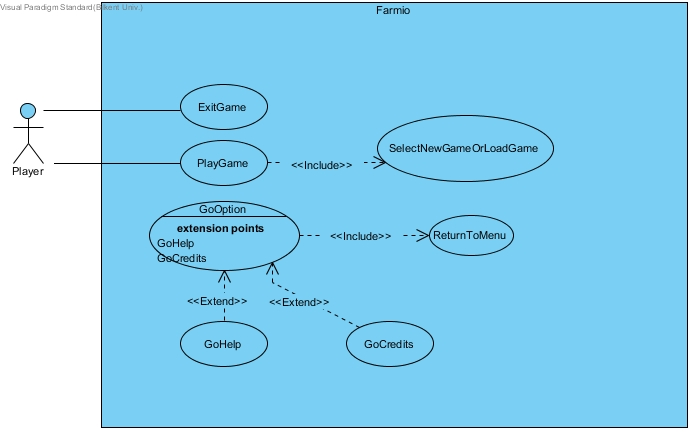 Visual Paradigm Standard(Bilkent Univ.)
Farmio
ExitGame
Player
PlayGame
<<Include>>
SelectNewGameOrLoadGame
GoOption
extension points
GoHelp
GoCredits
<<Include>>
ReturnToMenu
<<Extend>>
<<Extend>>
GoHelp
GoCredits